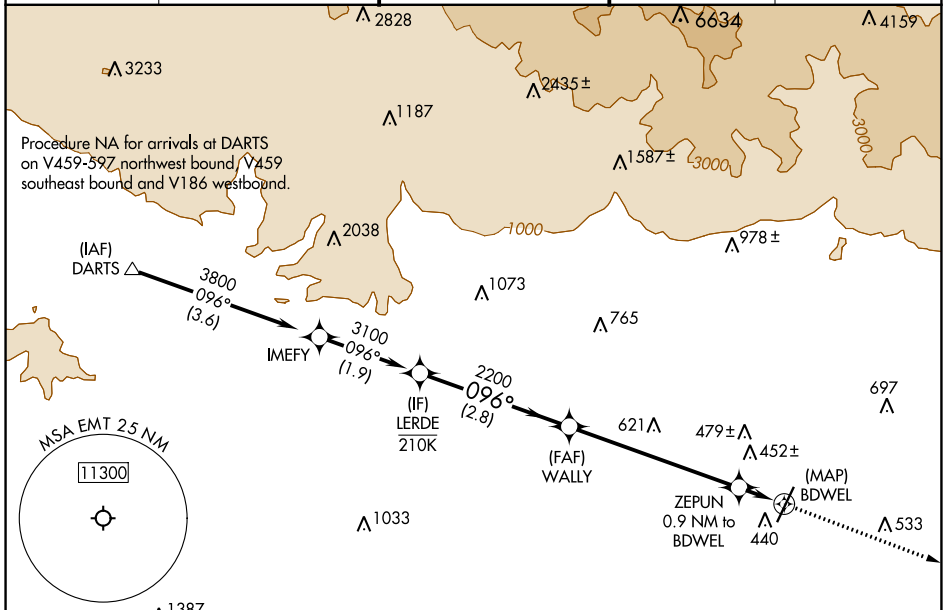 2828
6634
4159
3233
2435±
1187
Procedure NA for arrivals at DARTS
on V459-597 northwest bound, V459
southeast bound and V186 westbound.
1587±
3000
3000
2038
1000
978±
(IAF)
DARTS
3800
096°
(3.6)
1073
765
IMEFY
3100
096°
(1.9)
(IF)
LERDE
210K
2200
096°
(2.8)
697
621
479±
452±
(FAF)
WALLY
(MAP)
BDWEL
ZEPUN
0.9 NM to
BDWEL
440
533
MSA EMT 25 NM
11300
1033
1387